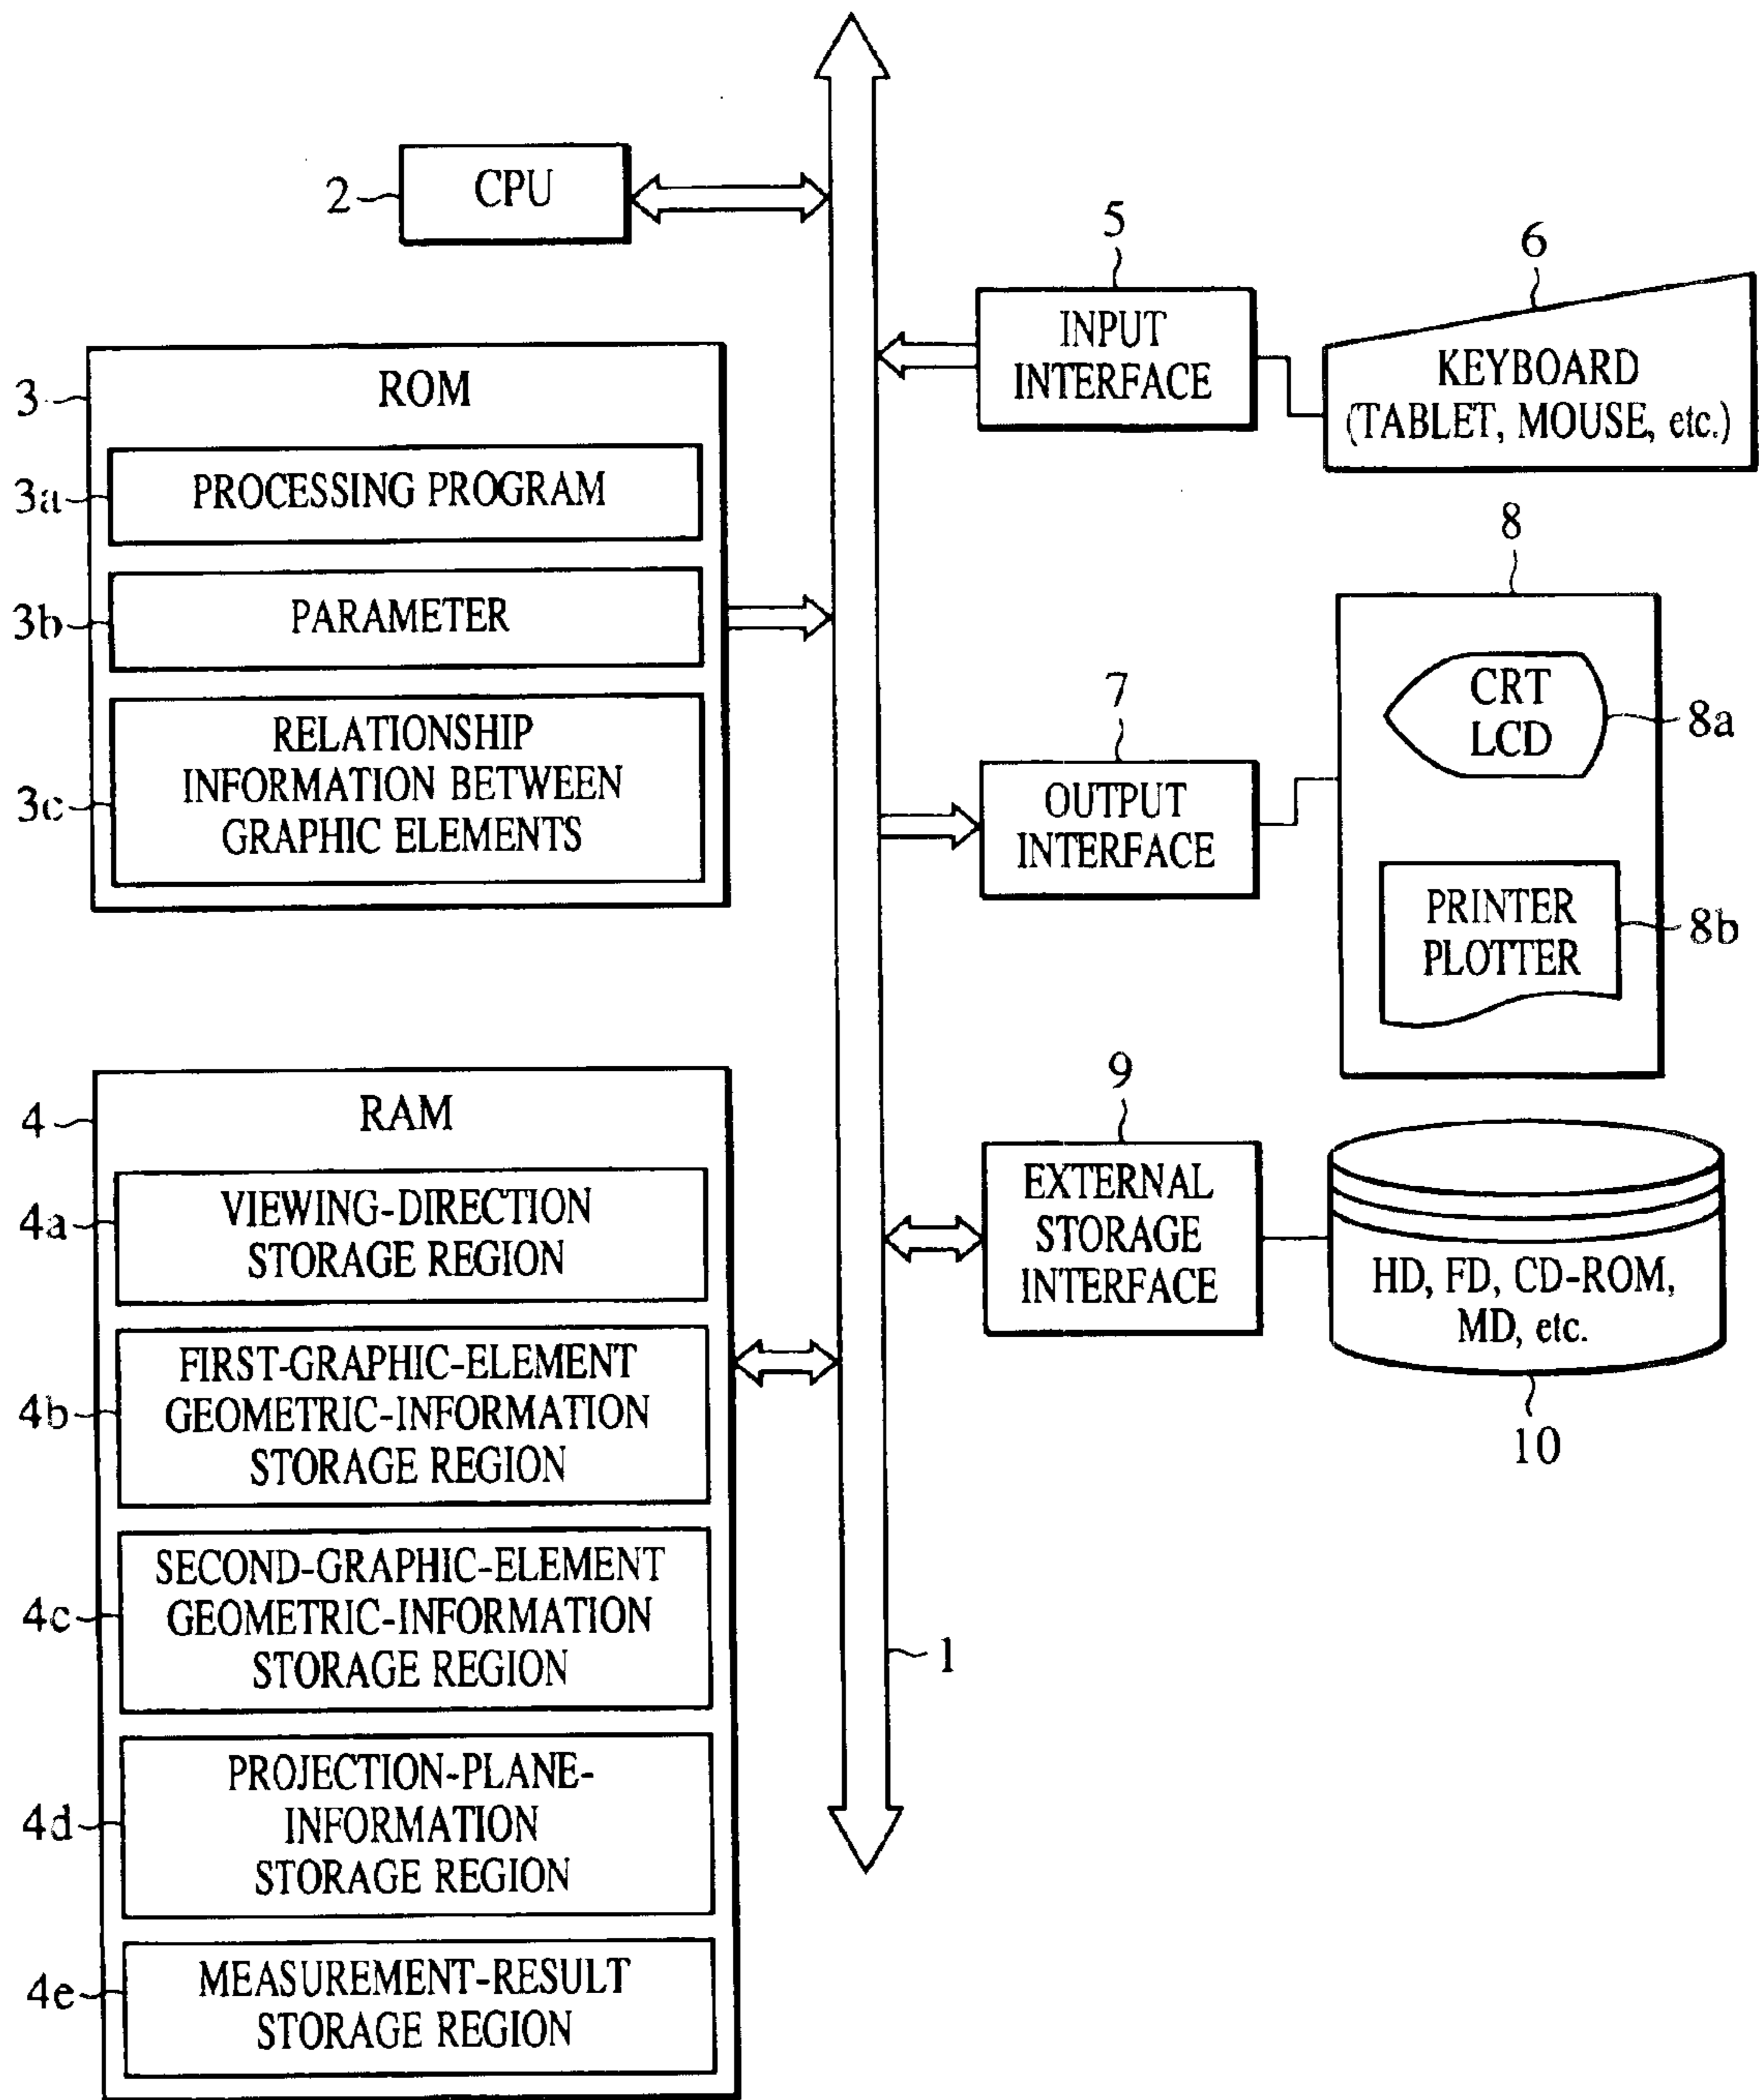 2
CPU
5
INPUT
INTERFACE
6
KEYBOARD
(TABLET, MOUSE, etc.)
3
ROM
3a
PROCESSING PROGRAM
3b
PARAMETER
3c
RELATIONSHIP
INFORMATION BETWEEN
GRAPHIC ELEMENTS
7
OUTPUT
INTERFACE
8
CRT
LCD
8a
PRINTER
PLOTTER
8b
4
RAM
4a
VIEWING-DIRECTION
STORAGE REGION
4b
FIRST-GRAPHIC-ELEMENT
GEOMETRIC-INFORMATION
STORAGE REGION
4c
SECOND-GRAPHIC-ELEMENT
GEOMETRIC-INFORMATION
STORAGE REGION
4d
PROJECTION-PLANE-
INFORMATION
STORAGE REGION
4e
MEASUREMENT-RESULT
STORAGE REGION
9
EXTERNAL
STORAGE
INTERFACE
HD, FD, CD-ROM,
MD, etc.
10
1